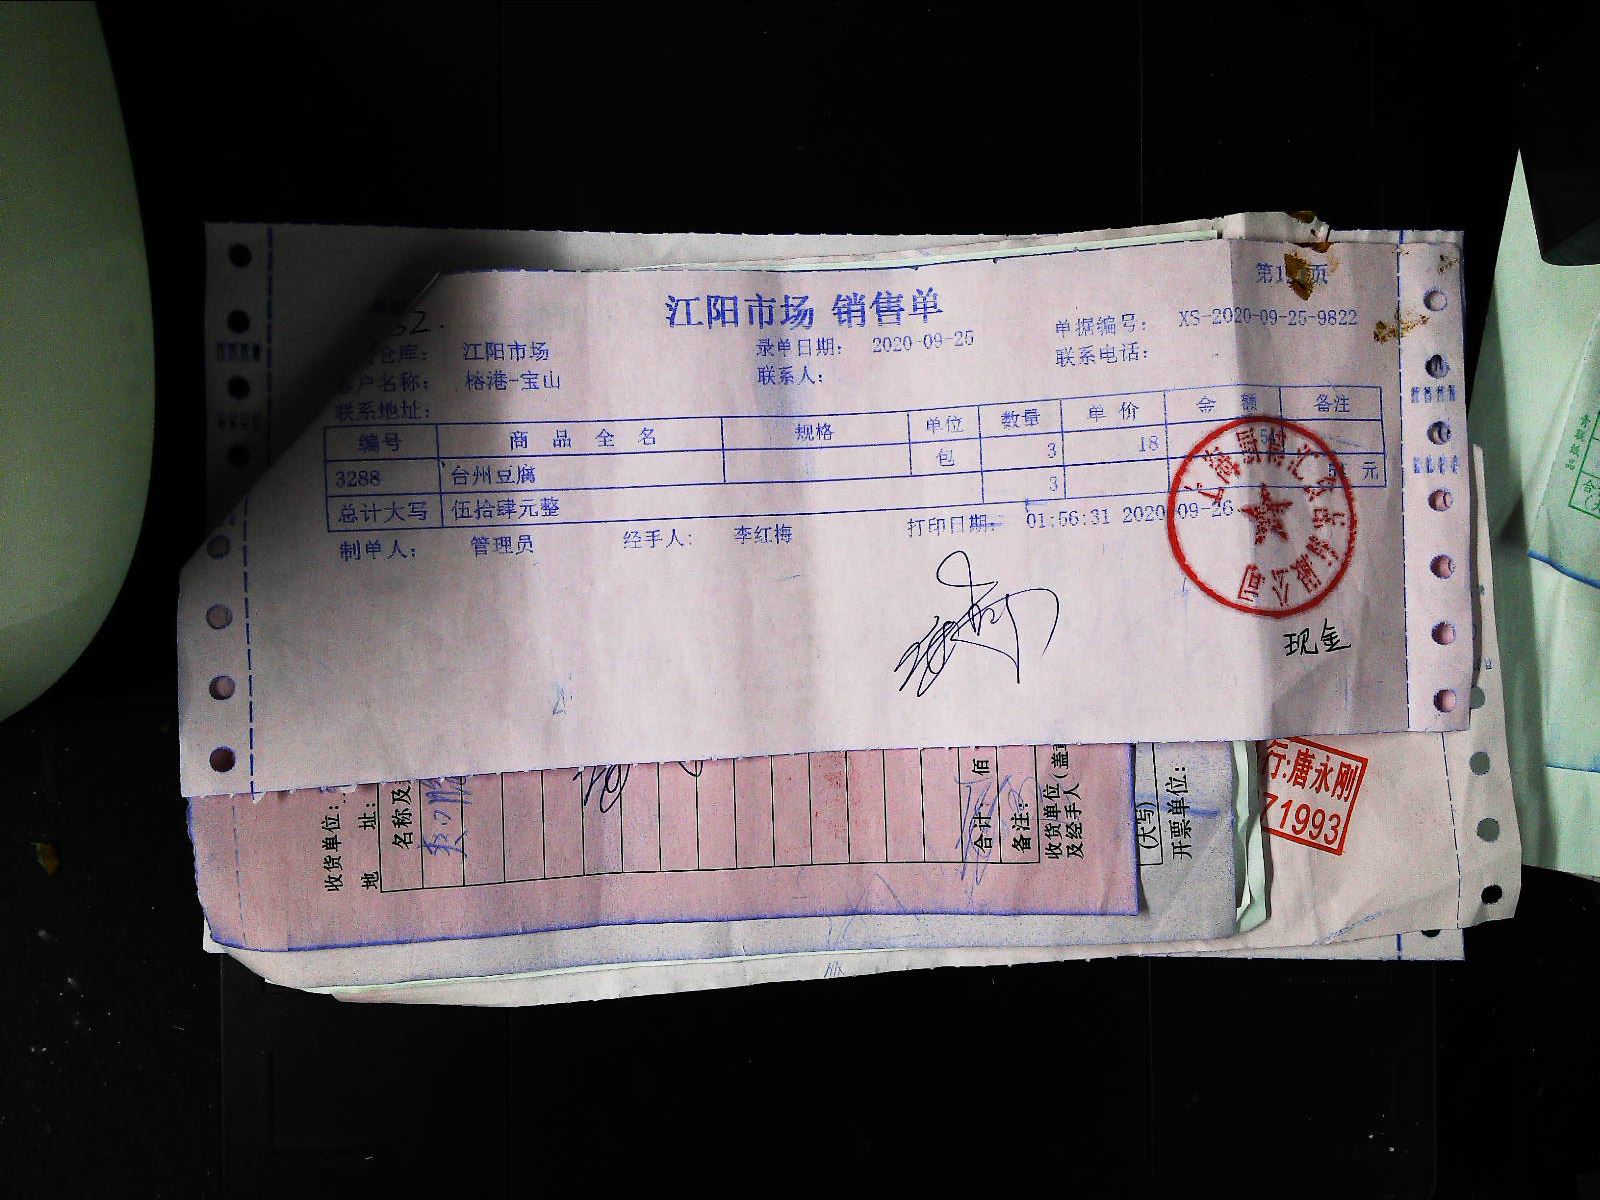 第1 页
江阳市场 销售单
单据编号： XS-2020-09-25-9822
仓库： 江阳市场 录单日期： 2020-09-25 联系电话：
客户名称： 榕港-宝山 联系人：
联系地址：
编号 商品全名 规格 单位 数量 单价 金额 备注
3288 台州豆腐 包 3 18
总计大写 伍拾肆元整 3 元
制单人： 管理员 经手人： 李红梅 打印日期： 01:56:31 2020-09-26
现金
收货单位：
地 址：
名称及
合计： 佰
备注：
收货单位（盖
及经手人
（大写）
开票单位：
行：唐永刚
71993